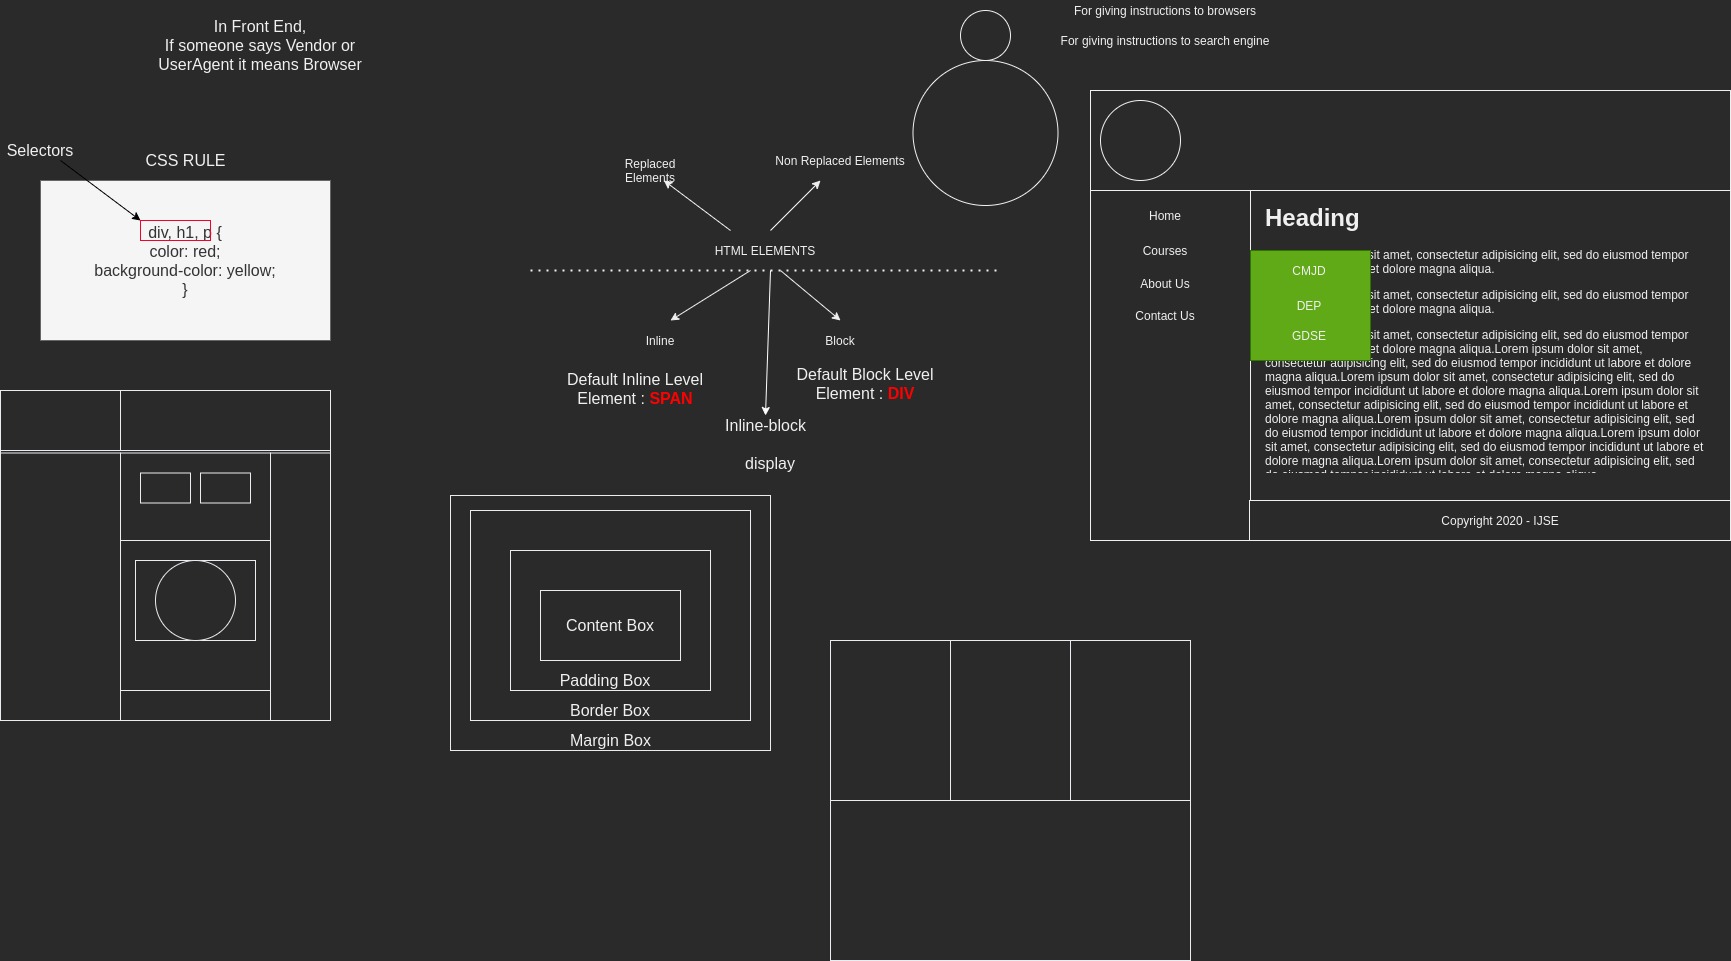 In Front End,
If someone says Vendor or
UserAgent it means Browser
For giving instructions to browsers
For giving instructions to search engine
Selectors
CSS RULE
div, h1, p {
color: red;
background-color: yellow;
}
Replaced
Elements
Non Replaced Elements
HTML ELEMENTS
Inline
Block
Default Inline Level
Element : SPAN
Default Block Level
Element : DIV
Inline-block
display
Content Box
Padding Box
Border Box
Margin Box
Home
Courses
About Us
Contact Us
CMJD
DEP
GDSE
Heading
sit amet, consectetur adipisicing elit, sed do eiusmod tempor
et dolore magna aliqua.
sit amet, consectetur adipisicing elit, sed do eiusmod tempor
et dolore magna aliqua.
sit amet, consectetur adipisicing elit, sed do eiusmod tempor
et dolore magna aliqua.Lorem ipsum dolor sit amet,
consectetur adipisicing elit, sed do eiusmod tempor incididunt ut labore et dolore
magna aliqua.Lorem ipsum dolor sit amet, consectetur adipisicing elit, sed do
eiusmod tempor incididunt ut labore et dolore magna aliqua.Lorem ipsum dolor sit
amet, consectetur adipisicing elit, sed do eiusmod tempor incididunt ut labore et
dolore magna aliqua.Lorem ipsum dolor sit amet, consectetur adipisicing elit, sed
do eiusmod tempor incididunt ut labore et dolore magna aliqua.Lorem ipsum dolor
sit amet, consectetur adipisicing elit, sed do eiusmod tempor incididunt ut labore et
dolore magna aliqua.Lorem ipsum dolor sit amet, consectetur adipisicing elit, sed
do eiusmod tempor incididunt ut labore et dolore magna aliqua.
Copyright 2020 - IJSE